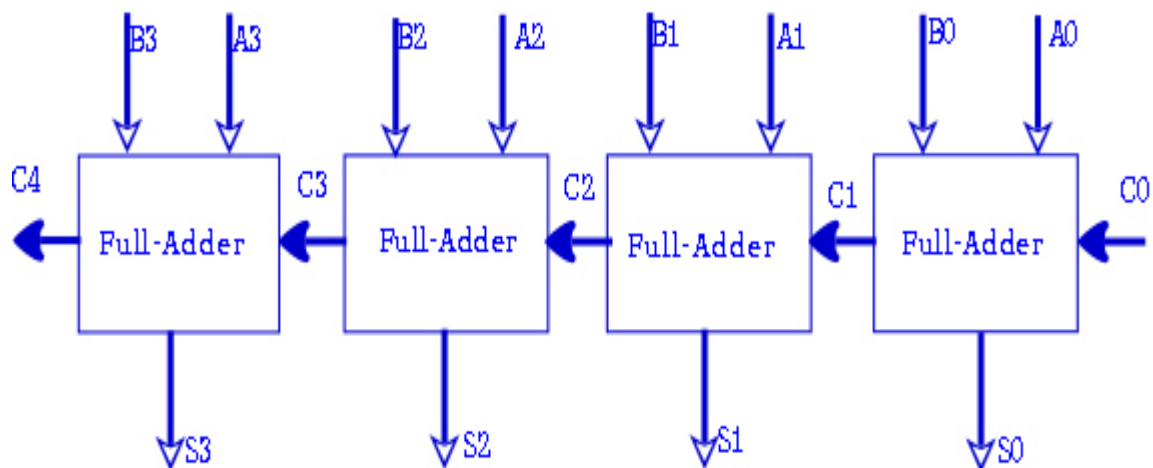 B3 A3 B2 A2 B1 A1 B0 A0
C4 C3 C2 C1 C0
Full-Adder Full-Adder Full-Adder Full-Adder
S3 S2 S1 S0